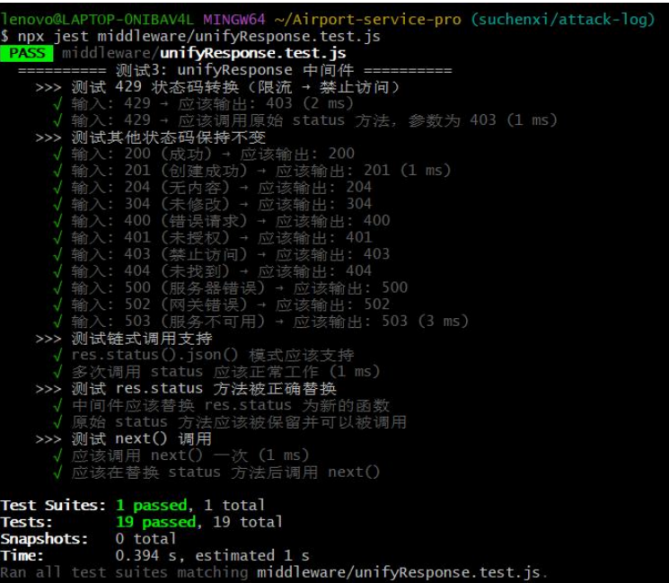 lenovo@LAPTOP-0NIBAV4L MINGW64 ~/Airport-service-pro (suchenxi/attack-log)
$ npx jest middleware/unifyResponse.test.js
PASS middleware/unifyResponse.test.js
========== 测试3: unifyResponse 中间件 ==========
>>> 测试 429 状态码转换（限流 → 禁止访问）
√ 输入: 429 → 应该输出: 403 (2 ms)
√ 输入: 429 → 应该调用原始 status 方法，参数为 403 (1 ms)
>>> 测试其他状态码保持不变
√ 输入: 200 (成功) → 应该输出: 200
√ 输入: 201 (创建成功) → 应该输出: 201 (1 ms)
√ 输入: 204 (无内容) → 应该输出: 204
√ 输入: 304 (未修改) → 应该输出: 304
√ 输入: 400 (错误请求) → 应该输出: 400
√ 输入: 401 (未授权) → 应该输出: 401
√ 输入: 403 (禁止访问) → 应该输出: 403
√ 输入: 404 (未找到) → 应该输出: 404
√ 输入: 500 (服务器错误) → 应该输出: 500
√ 输入: 502 (网关错误) → 应该输出: 502
√ 输入: 503 (服务不可用) → 应该输出: 503 (3 ms)
>>> 测试链式调用支持
√ res.status().json() 模式应该支持
√ 多次调用 status 应该正常工作 (1 ms)
>>> 测试 res.status 方法被正确替换
√ 中间件应该替换 res.status 为新的函数
√ 原始 status 方法应该被保留并可以被调用
>>> 测试 next() 调用
√ 应该调用 next() 一次 (1 ms)
√ 应该在替换 status 方法后调用 next()
Test Suites: 1 passed, 1 total
Tests: 19 passed, 19 total
Snapshots: 0 total
Time: 0.394 s, estimated 1 s
Ran all test suites matching middleware/unifyResponse.test.js.